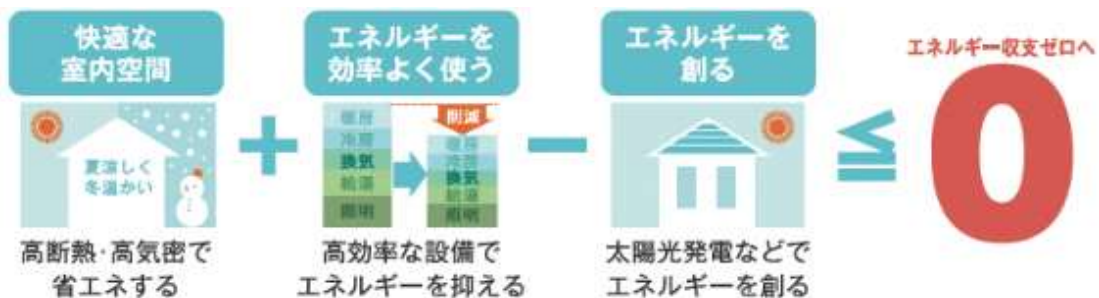 快適な
室内空間
夏涼しく
冬温かい
高断熱・高気密で
省エネする
+
エネルギーを
効率よく使う
暖房
冷房
換気
給湯
照明
削減
暖房
冷房
換気
給湯
照明
高効率な設備で
エネルギーを抑える
−
エネルギーを
創る
太陽光発電などで
エネルギーを創る
≦
エネルギー収支ゼロへ
0